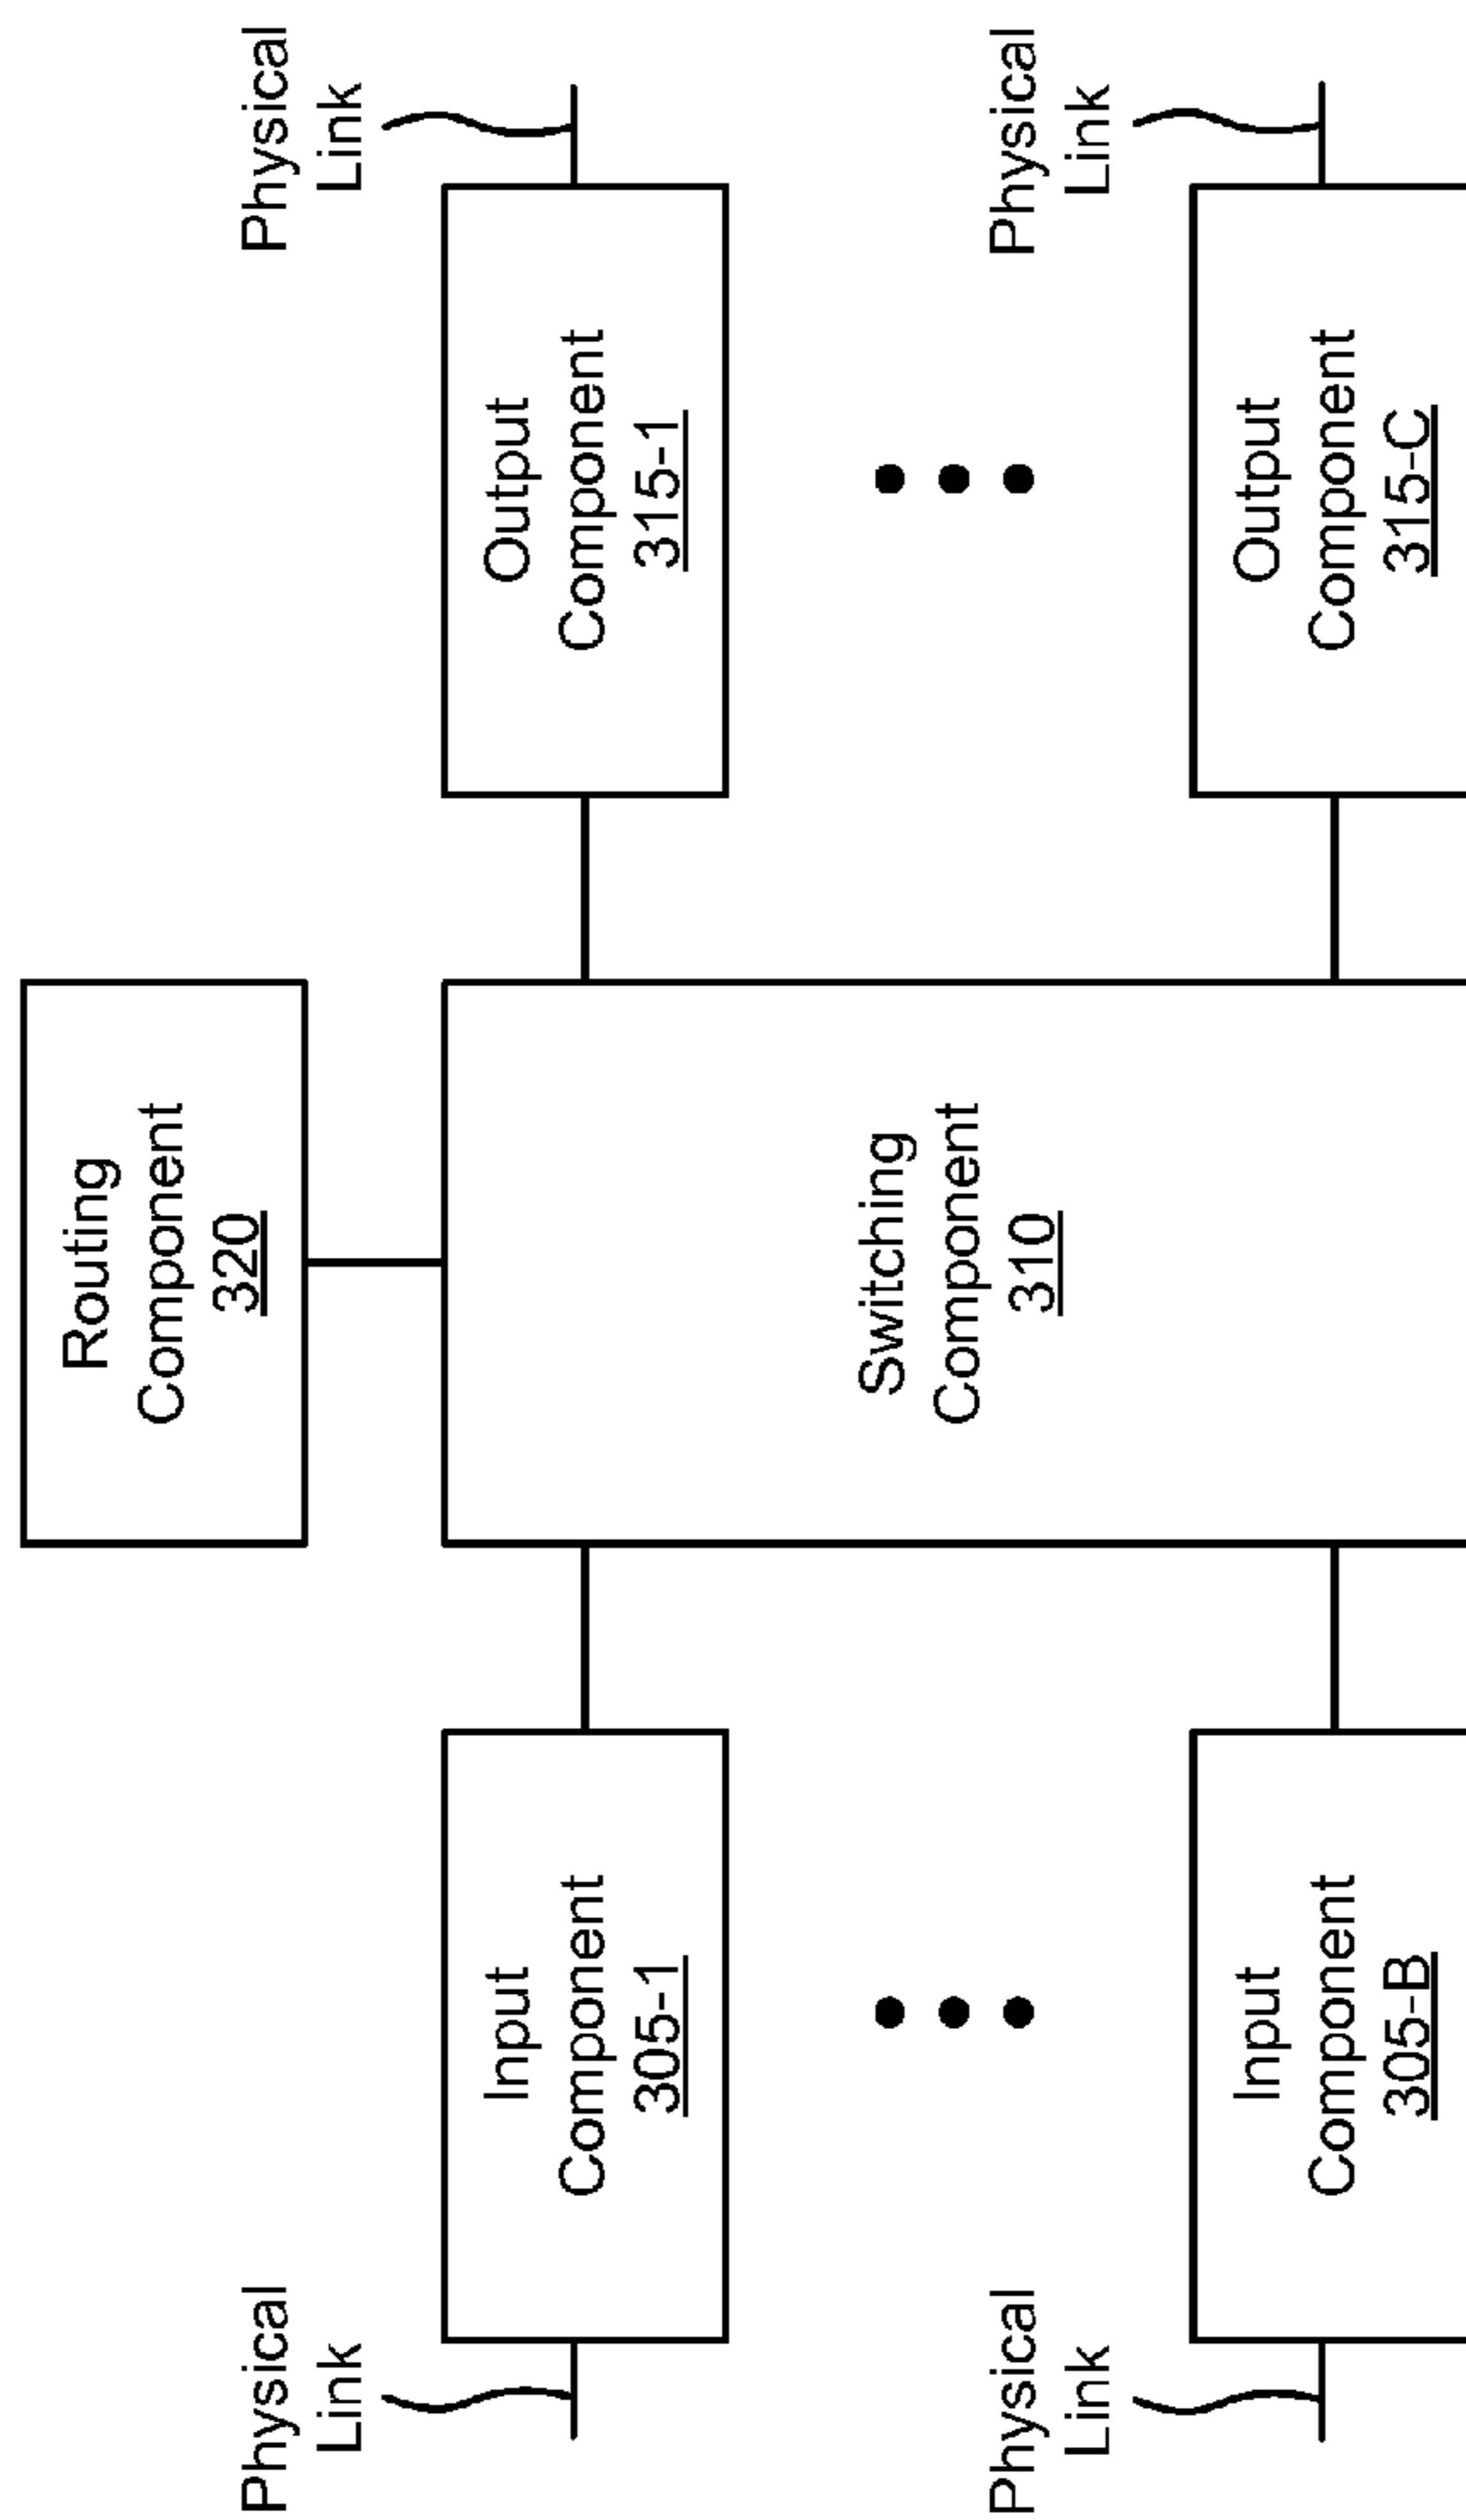 Routing
Component
320
Physical
Link
Physical
Link
Input
Component
305-1
Switching
Component
310
Output
Component
315-1
Physical
Link
Physical
Link
Input
Component
305-B
Output
Component
315-C